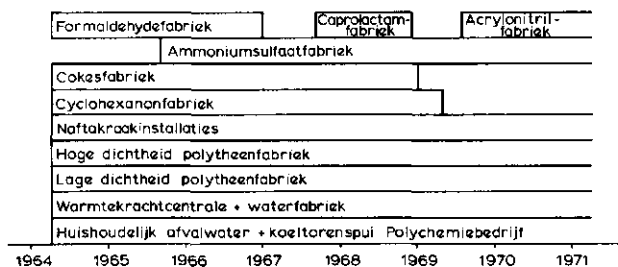 Formaldehydefabriek
Caprolactam-
fabriek
Acrylonitril-
fabriek
Ammoniumsulfaatfabriek
Cokesfabriek
Cyclohexanonfabriek
Naftakraakinstallaties
Hoge dichtheid polytheenfabriek
Lage dichtheid polytheenfabriek
Warmtekrachtcentrale + waterfabriek
Huishoudelijk afvalwater + koeltorenspui Polychemiebedrijf
1964 1965 1966 1967 1968 1969 1970 1971